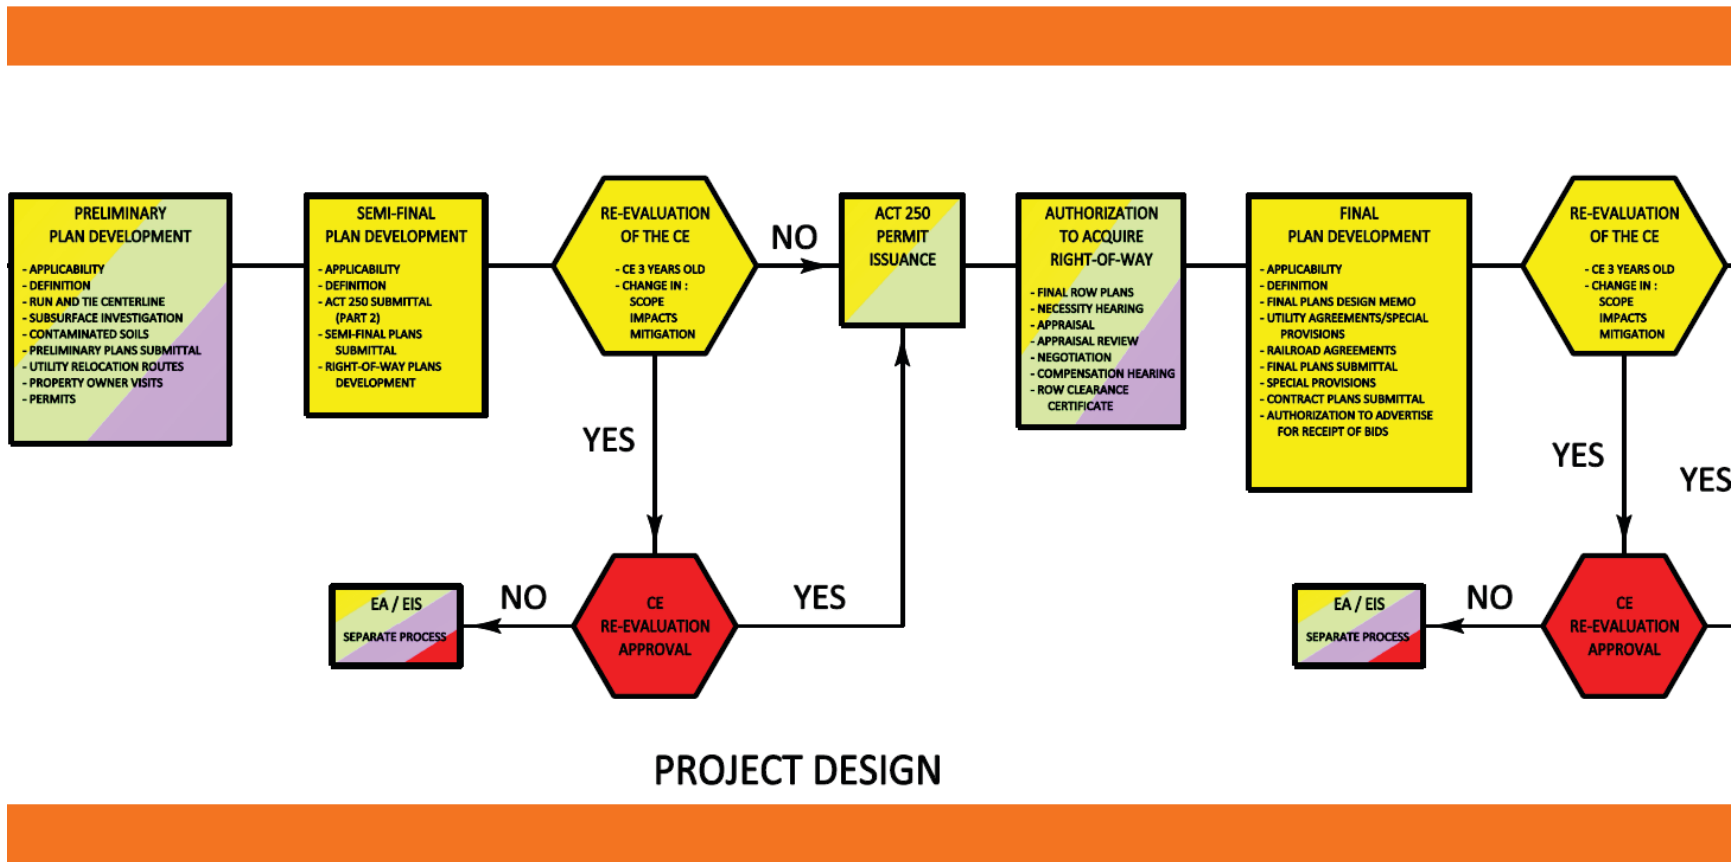 PRELIMINARY
PLAN DEVELOPMENT
- APPLICABILITY
- DEFINITION
- RUN AND TIE CENTERLINE
- SUBSURFACE INVESTIGATION
- CONTAMINATED SOILS
- PRELIMINARY PLANS SUBMITTAL
- UTILITY RELOCATION ROUTES
- PROPERTY OWNER VISITS
- PERMITS
SEMI-FINAL
PLAN DEVELOPMENT
- APPLICABILITY
- DEFINITION
- ACT 250 SUBMITTAL
(PART 2)
- SEMI-FINAL PLANS
SUBMITTAL
- RIGHT-OF-WAY PLANS
DEVELOPMENT
RE-EVALUATION
OF THE CE
- CE 3 YEARS OLD
- CHANGE IN :
SCOPE
IMPACTS
MITIGATION
NO
YES
ACT 250
PERMIT
ISSUANCE
AUTHORIZATION
TO ACQUIRE
RIGHT-OF-WAY
- FINAL ROW PLANS
- NECESSITY HEARING
- APPRAISAL
- APPRAISAL REVIEW
- NEGOTIATION
- COMPENSATION HEARING
- ROW CLEARANCE
CERTIFICATE
FINAL
PLAN DEVELOPMENT
- APPLICABILITY
- DEFINITION
- FINAL PLANS DESIGN MEMO
- UTILITY AGREEMENTS/SPECIAL
PROVISIONS
- RAILROAD AGREEMENTS
- FINAL PLANS SUBMITTAL
- SPECIAL PROVISIONS
- CONTRACT PLANS SUBMITTAL
- AUTHORIZATION TO ADVERTISE
FOR RECEIPT OF BIDS
RE-EVALUATION
OF THE CE
- CE 3 YEARS OLD
- CHANGE IN :
SCOPE
IMPACTS
MITIGATION
YES
YES
EA / EIS
SEPARATE PROCESS
NO
CE
RE-EVALUATION
APPROVAL
YES
EA / EIS
SEPARATE PROCESS
NO
CE
RE-EVALUATION
APPROVAL
PROJECT DESIGN